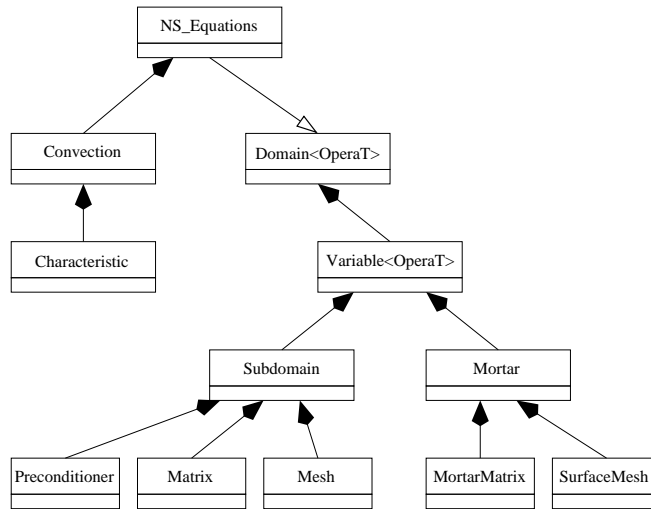 NS_Equations
Convection
Domain<OperaT>
Characteristic
Variable<OperaT>
Subdomain
Mortar
Preconditioner
Matrix
Mesh
MortarMatrix
SurfaceMesh